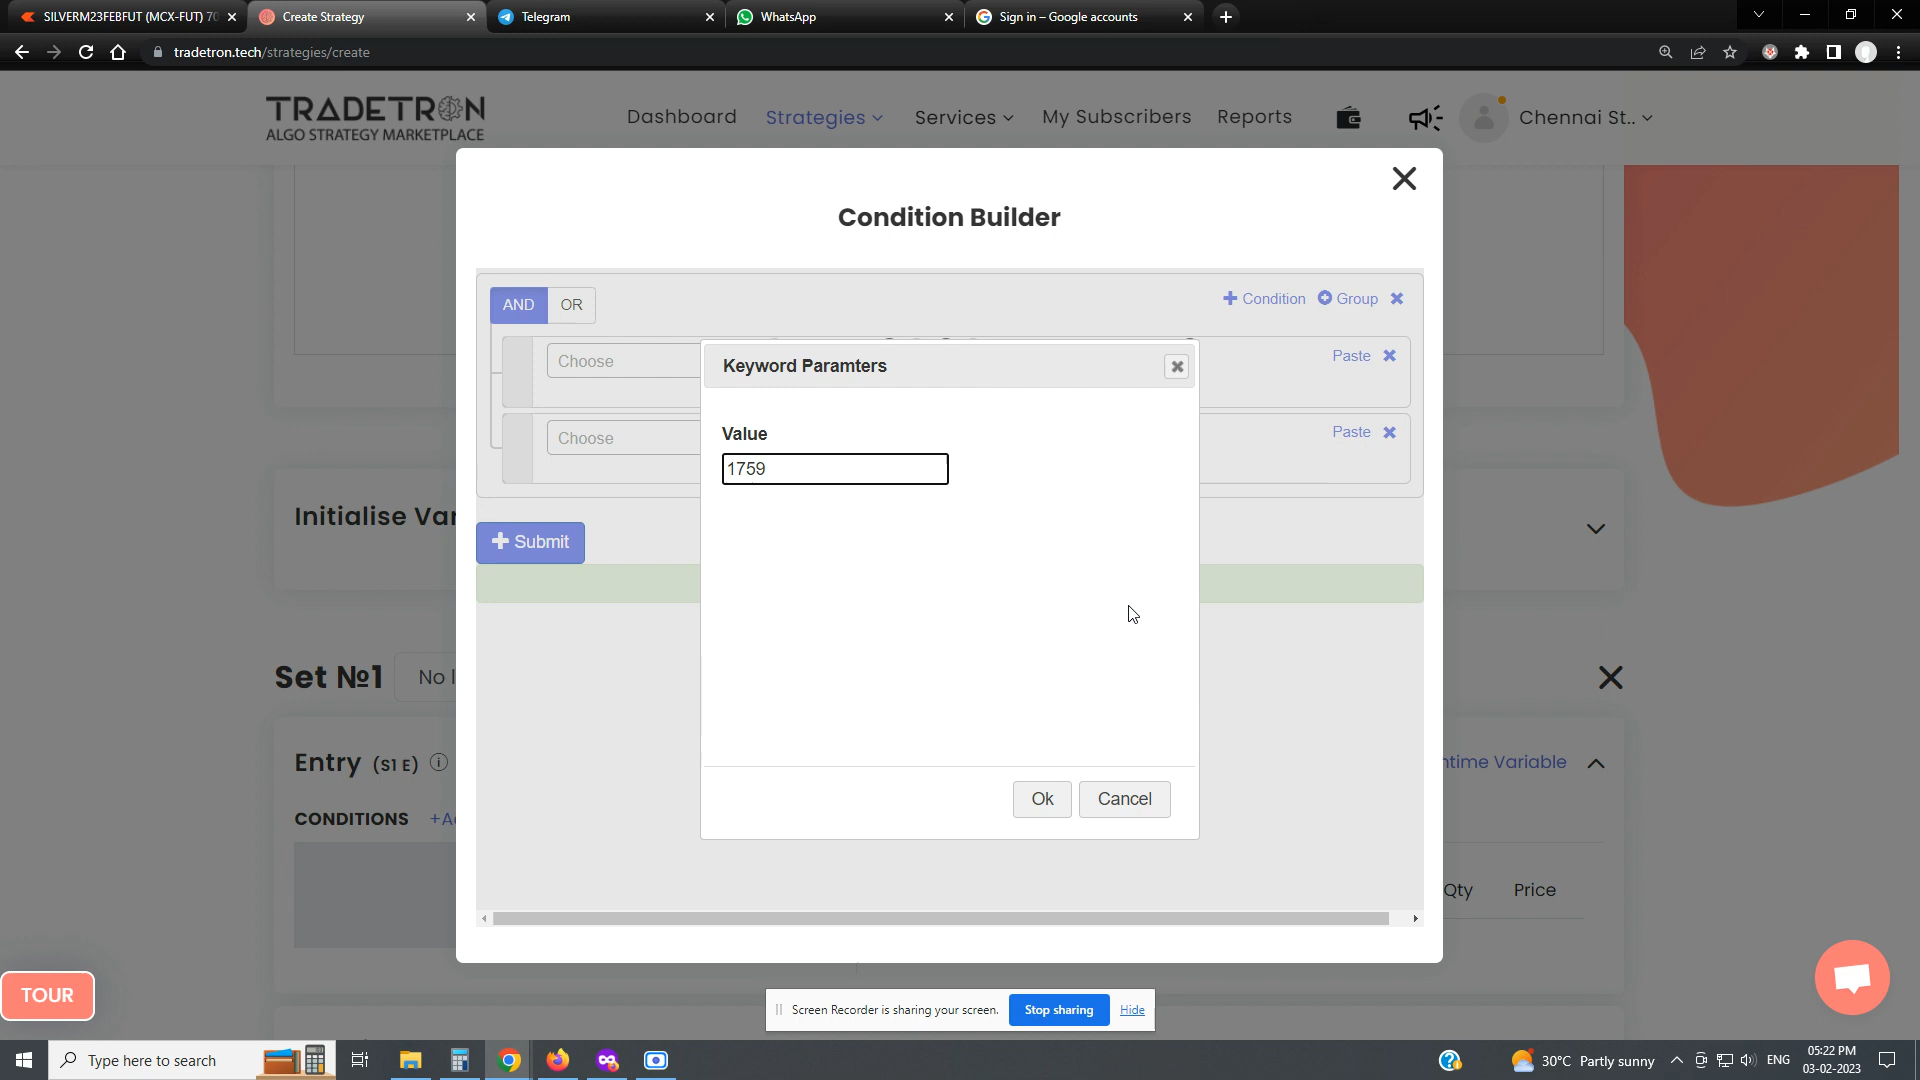 SILVERM23FEBFUT (MCX-FUT) 70
Create Strategy
Telegram
WhatsApp
Sign in – Google accounts
tradetron.tech/strategies/create
TRADETRON
ALGO STRATEGY MARKETPLACE
Dashboard
Strategies
Services
My Subscribers
Reports
Chennai St..
Condition Builder
AND
OR
Condition
Group
Choose
Paste
Keyword Paramters
Choose
Paste
Value
1759
Initialise Var
Submit
Set №1
No l
Entry (S1 E)
ntime Variable
CONDITIONS
Ok
Cancel
Qty
Price
TOUR
Screen Recorder is sharing your screen.
Stop sharing
Hide
Type here to search
30°C Partly sunny
ENG
05:22 PM
03-02-2023